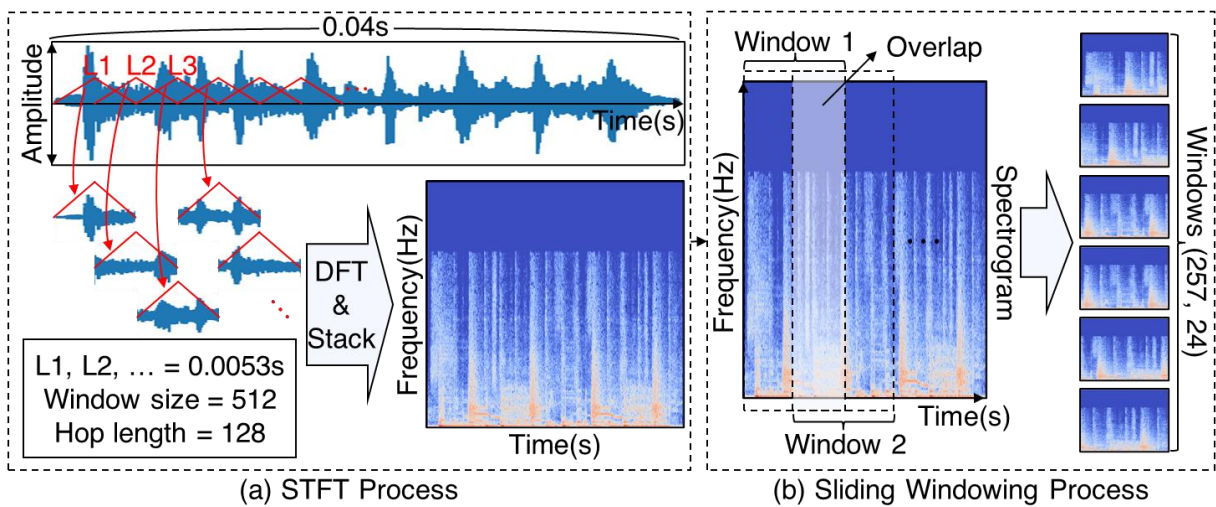 0.04s
Amplitude
L1 L2 L3
Time(s)
DFT
&
Stack
L1, L2, … = 0.0053s
Window size = 512
Hop length = 128
Frequency(Hz)
Time(s)
(a) STFT Process
Window 1
Overlap
Frequency(Hz)
Time(s)
Window 2
Spectrogram
Windows (257, 24)
(b) Sliding Windowing Process